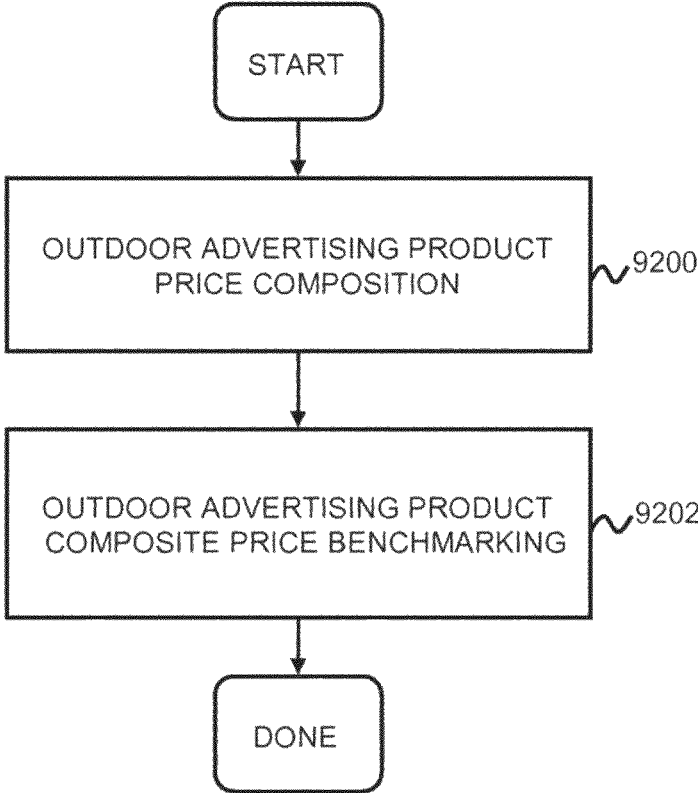 START
OUTDOOR ADVERTISING PRODUCT
PRICE COMPOSITION
9200
OUTDOOR ADVERTISING PRODUCT
COMPOSITE PRICE BENCHMARKING
9202
DONE